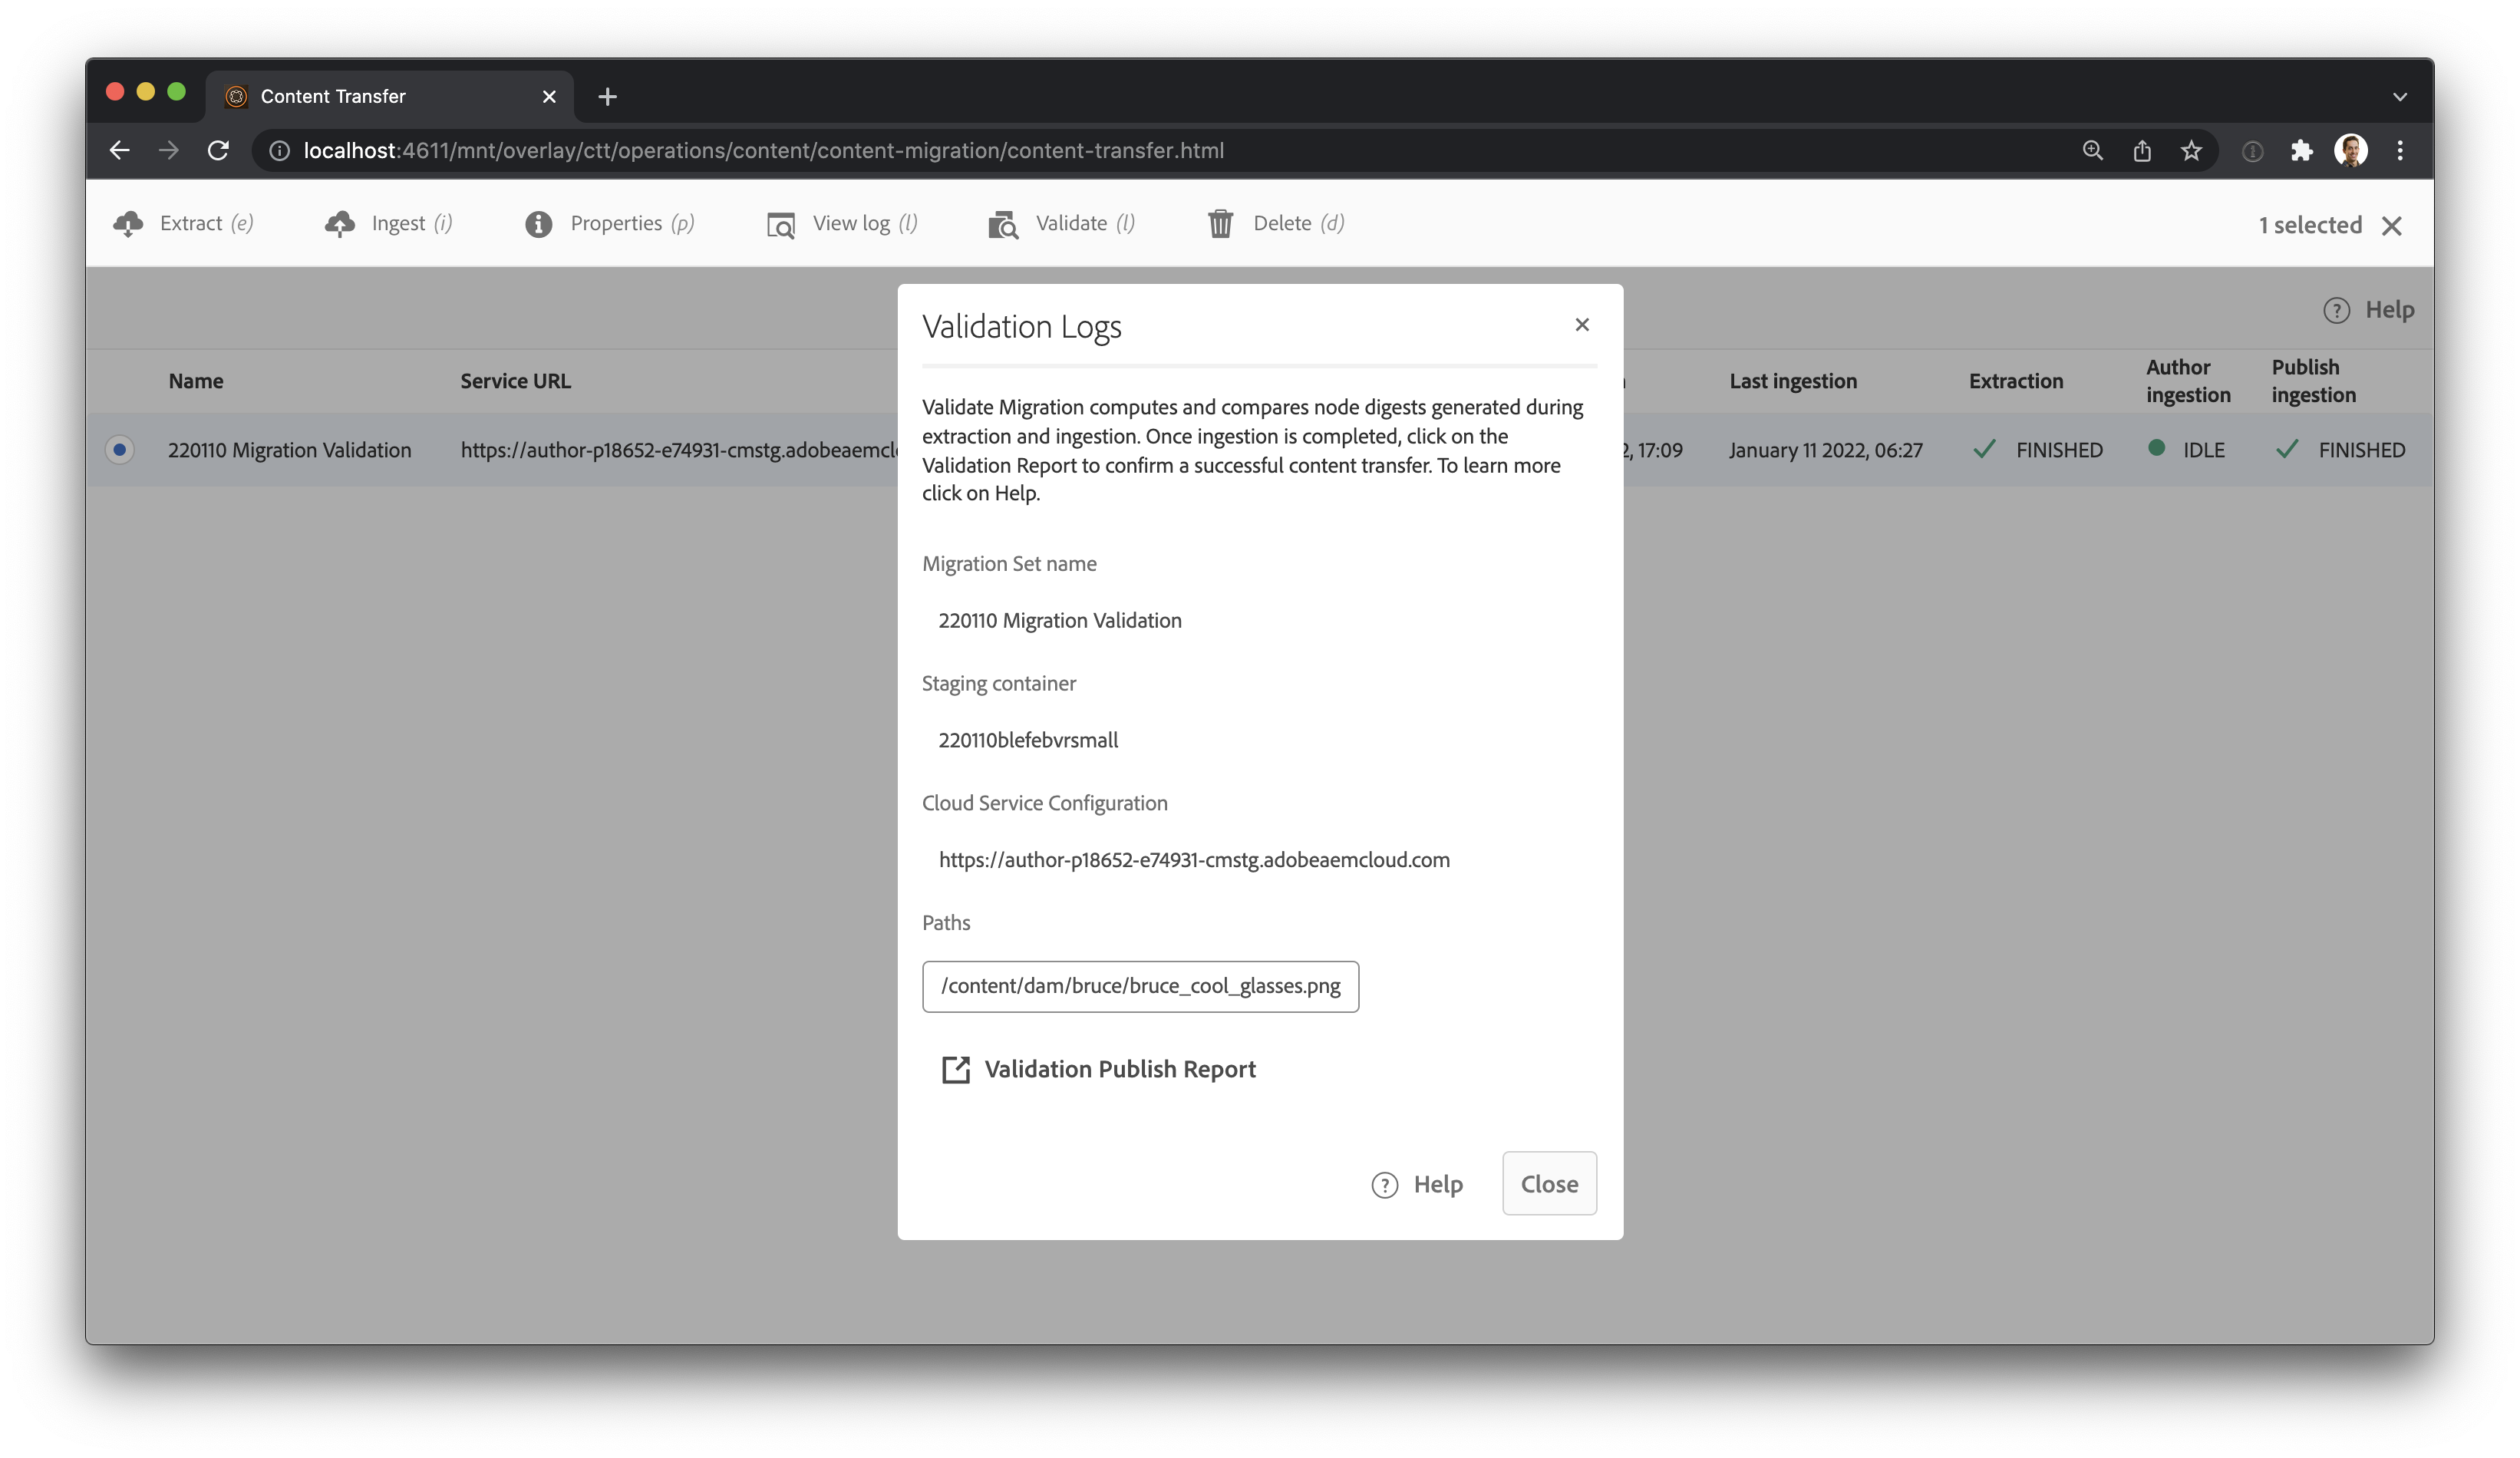 Content Transfer
localhost:4611/mnt/overlay/ctt/operations/content/content-migration/content-transfer.html
Extract (e) Ingest (i) Properties (p) View log (l) Validate (l) Delete (d) 1 selected
Help
Name Service URL Last ingestion Extraction Author ingestion Publish ingestion
220110 Migration Validation https://author-p18652-e74931-cmstg.adobeaemcl 17:09 January 11 2022, 06:27 FINISHED IDLE FINISHED
Validation Logs
Validate Migration computes and compares node digests generated during
extraction and ingestion. Once ingestion is completed, click on the
Validation Report to confirm a successful content transfer. To learn more
click on Help.
Migration Set name
220110 Migration Validation
Staging container
220110blefebvrsmall
Cloud Service Configuration
https://author-p18652-e74931-cmstg.adobeaemcloud.com
Paths
/content/dam/bruce/bruce_cool_glasses.png
Validation Publish Report
Help Close